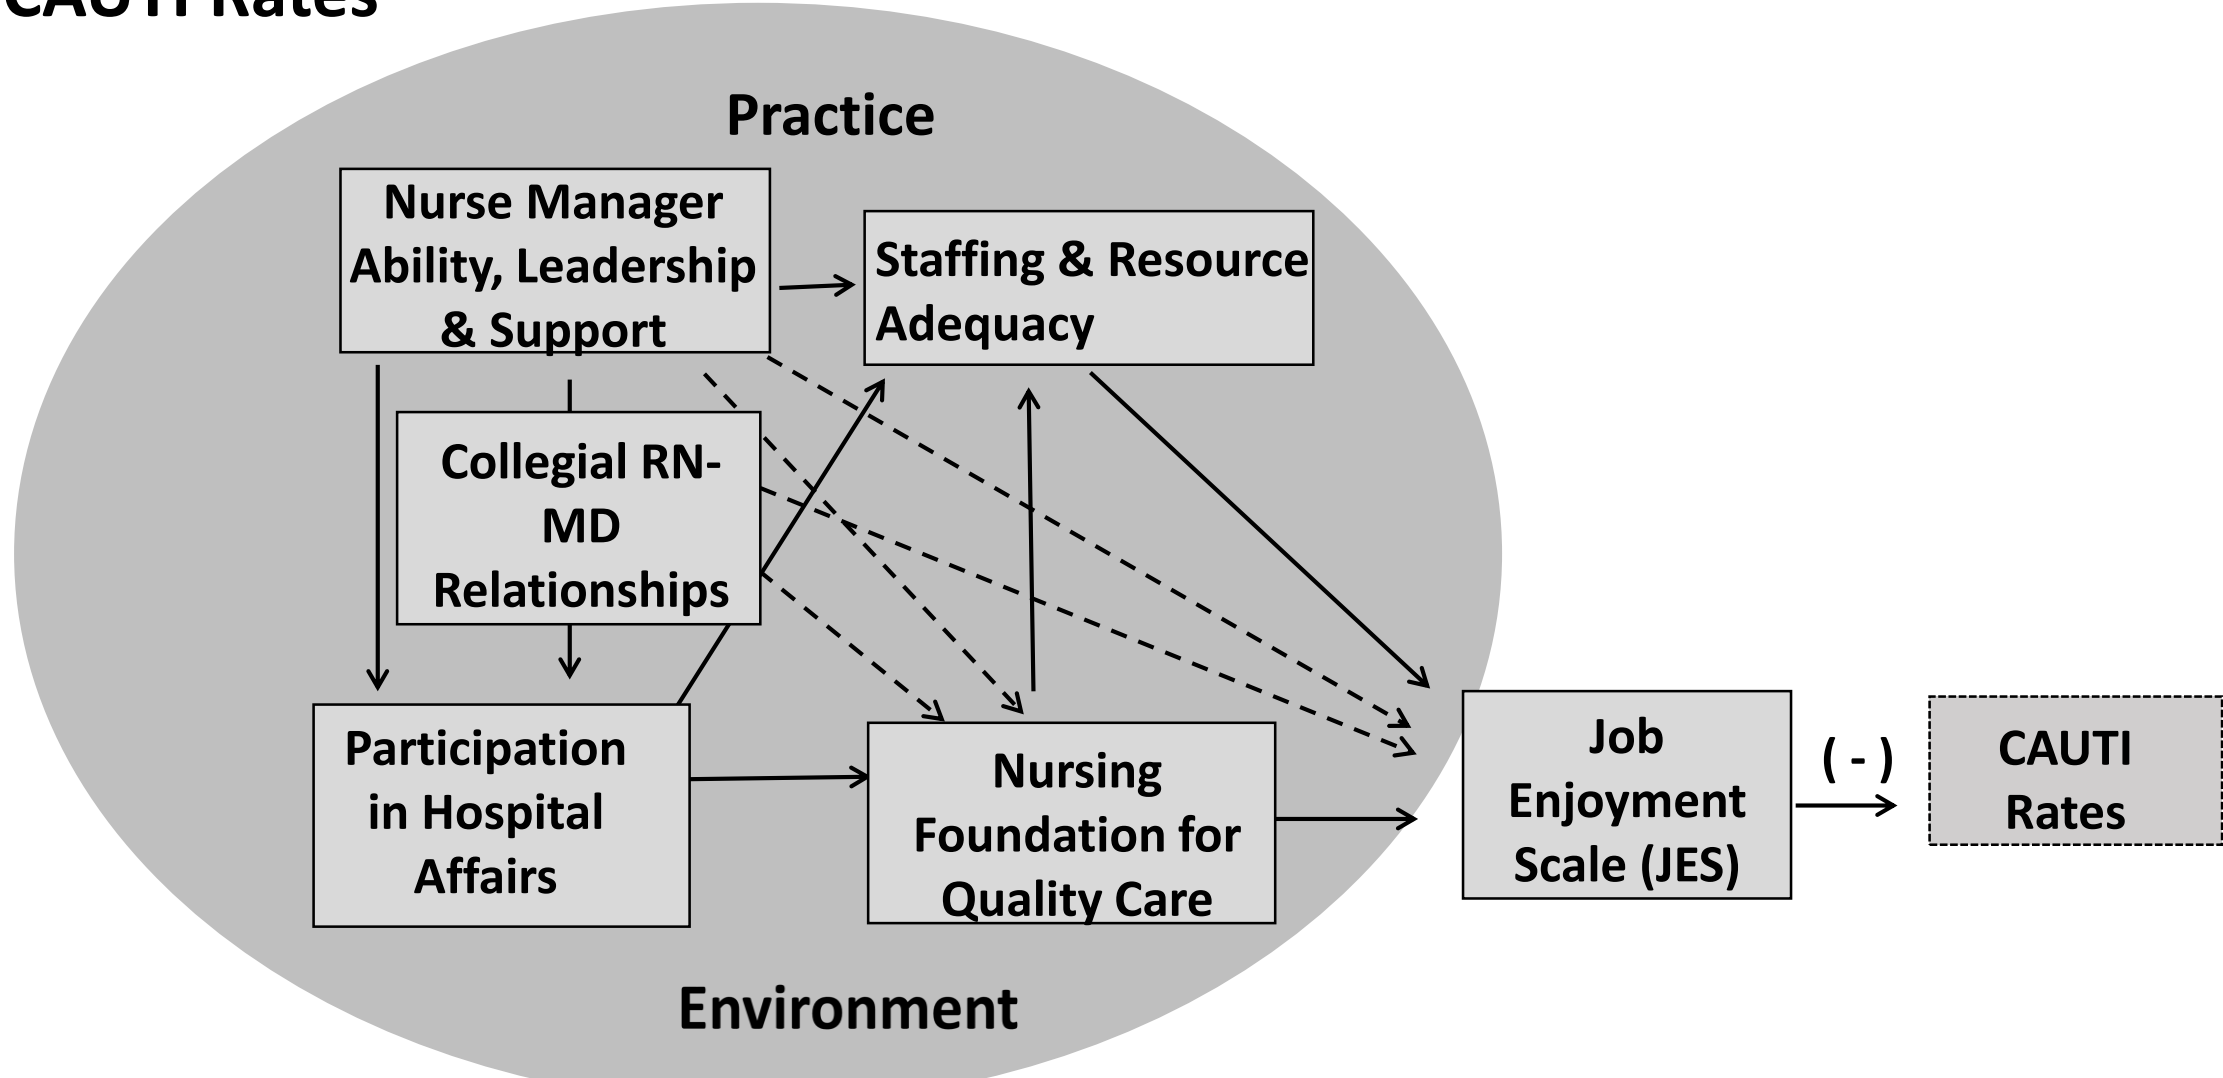 CAUTI Rates
Practice
Nurse Manager
Ability, Leadership
& Support
Staffing & Resource
Adequacy
Collegial RN-
MD
Relationships
Participation
in Hospital
Affairs
Nursing
Foundation for
Quality Care
Job
Enjoyment
Scale (JES)
( - )
CAUTI
Rates
Environment